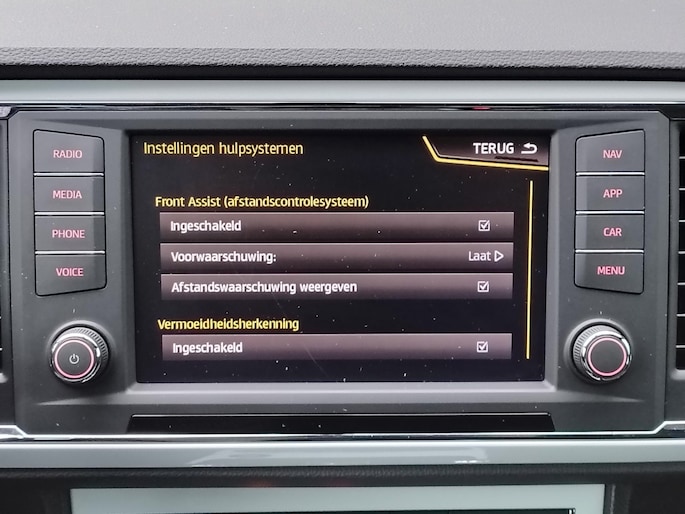 Instellingen hulpsystemen
TERUG
Front Assist (afstandscontrolesysteem)
Ingeschakeld
Voorwaarschuwing: Laat
Afstandswaarschuwing weergeven
Vermoeidheidsherkenning
Ingeschakeld
RADIO
MEDIA
PHONE
VOICE
NAV
APP
CAR
MENU